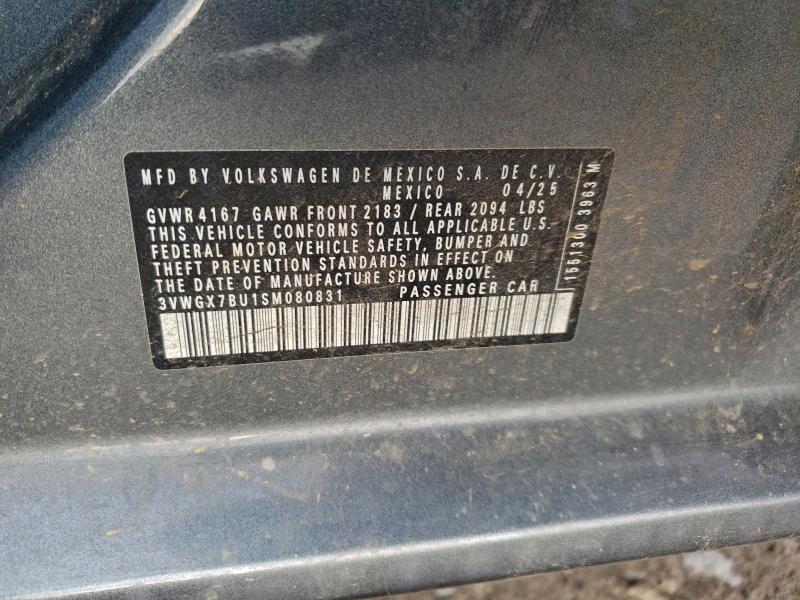 MFD BY VOLKSWAGEN DE MEXICO S.A. DE C.V.
MEXICO 04/25
GVWR 4167 GAWR FRONT 2183 / REAR 2094 LBS
THIS VEHICLE CONFORMS TO ALL APPLICABLE U.S.
FEDERAL MOTOR VEHICLE SAFETY, BUMPER AND
THEFT PREVENTION STANDARDS IN EFFECT ON
THE DATE OF MANUFACTURE SHOWN ABOVE.
3VWGX7BU1SM080831 PASSENGER CAR
1551300 3963 M